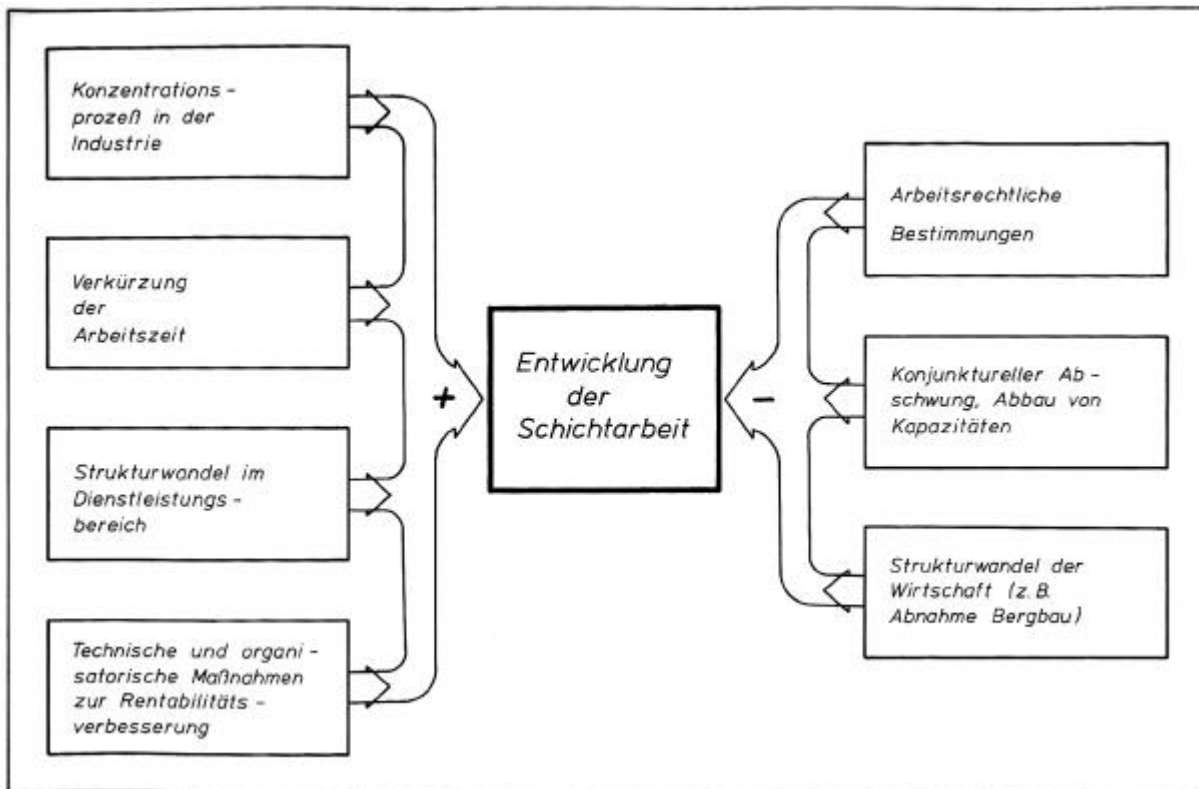 Konzentrations-
prozeß in der
Industrie
Verkürzung
der
Arbeitszeit
Strukturwandel im
Dienstleistungs-
bereich
Technische und organi-
satorische Maßnahmen
zur Rentabilitäts-
verbesserung
+
Entwicklung
der
Schichtarbeit
-
Arbeitsrechtliche
Bestimmungen
Konjunktureller Ab-
schwung, Abbau von
Kapazitäten
Strukturwandel der
Wirtschaft (z.B.
Abnahme Bergbau)